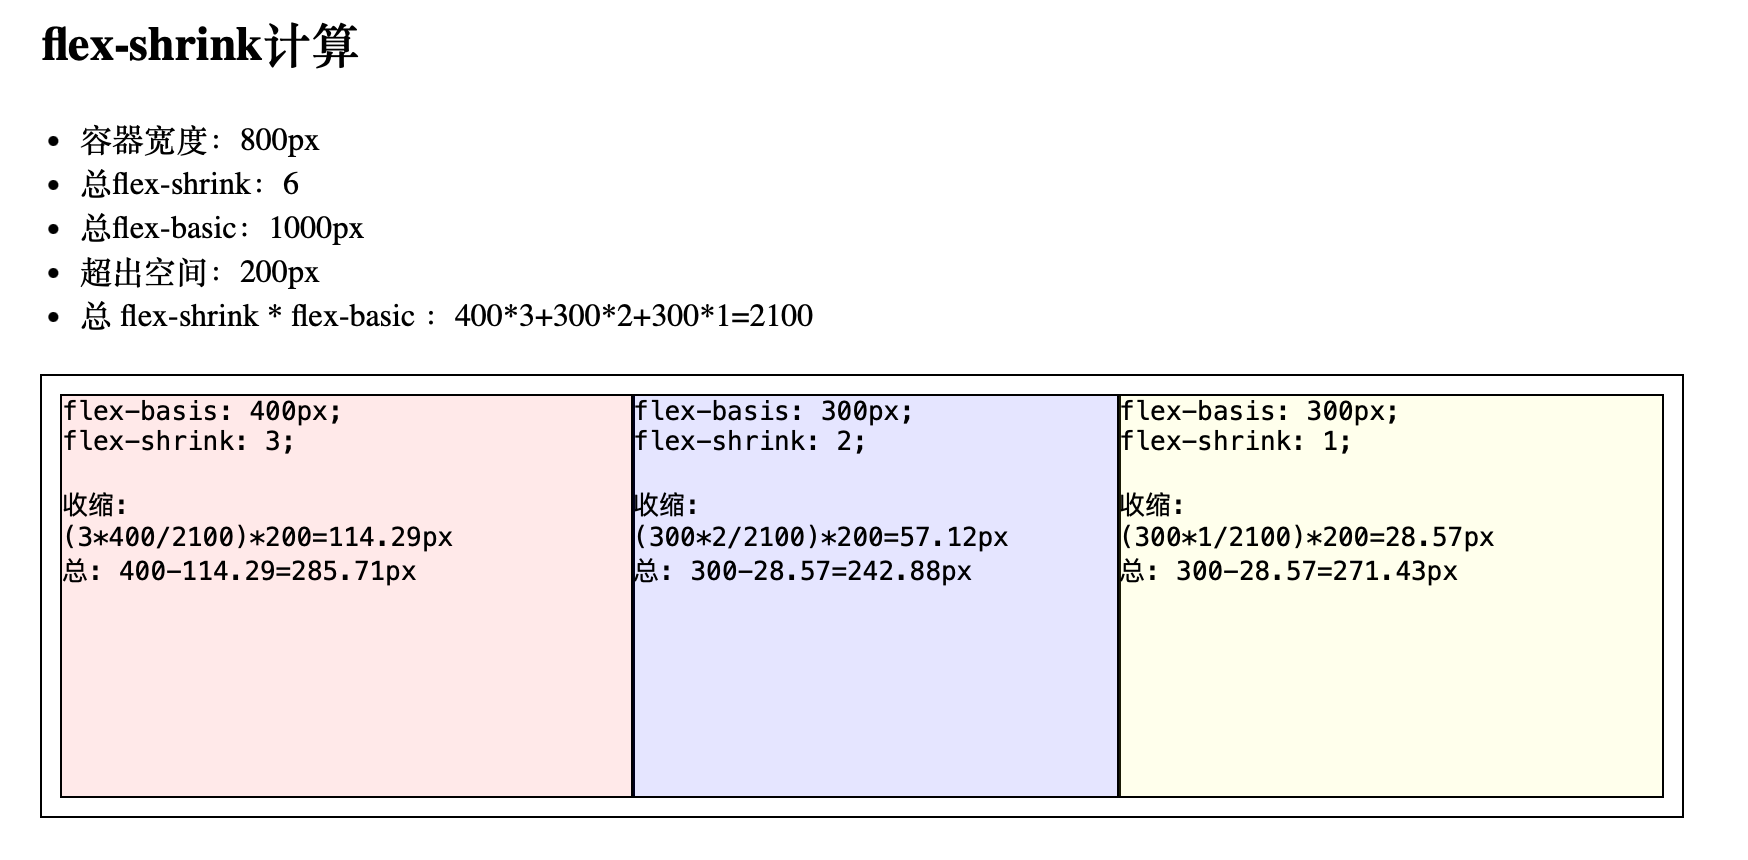 flex-shrink计算
容器宽度：800px
总flex-shrink：6
总flex-basic：1000px
超出空间：200px
总 flex-shrink * flex-basic ：400*3+300*2+300*1=2100
flex-basis: 400px;
flex-shrink: 3;
收缩:
(3*400/2100)*200=114.29px
总: 400-114.29=285.71px
flex-basis: 300px;
flex-shrink: 2;
收缩:
(300*2/2100)*200=57.12px
总: 300-28.57=242.88px
flex-basis: 300px;
flex-shrink: 1;
收缩:
(300*1/2100)*200=28.57px
总: 300-28.57=271.43px